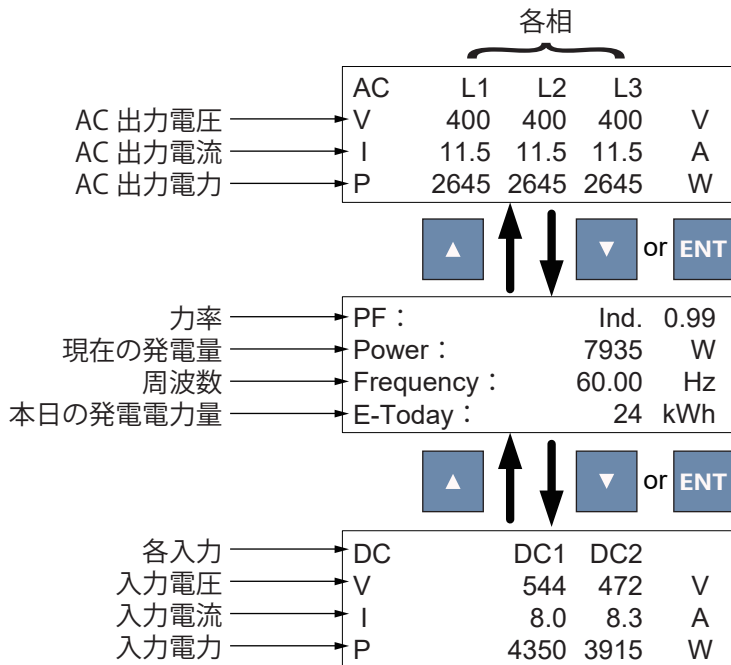 各相
AC L1 L2 L3
AC 出力電圧 V 400 400 400 V
AC 出力電流 I 11.5 11.5 11.5 A
AC 出力電力 P 2645 2645 2645 W
▲ ▼ or ENT
力率 PF： Ind. 0.99
現在の発電量 Power： 7935 W
周波数 Frequency： 60.00 Hz
本日の発電電力量 E-Today： 24 kWh
▲ ▼ or ENT
各入力 DC DC1 DC2
入力電圧 V 544 472 V
入力電流 I 8.0 8.3 A
入力電力 P 4350 3915 W